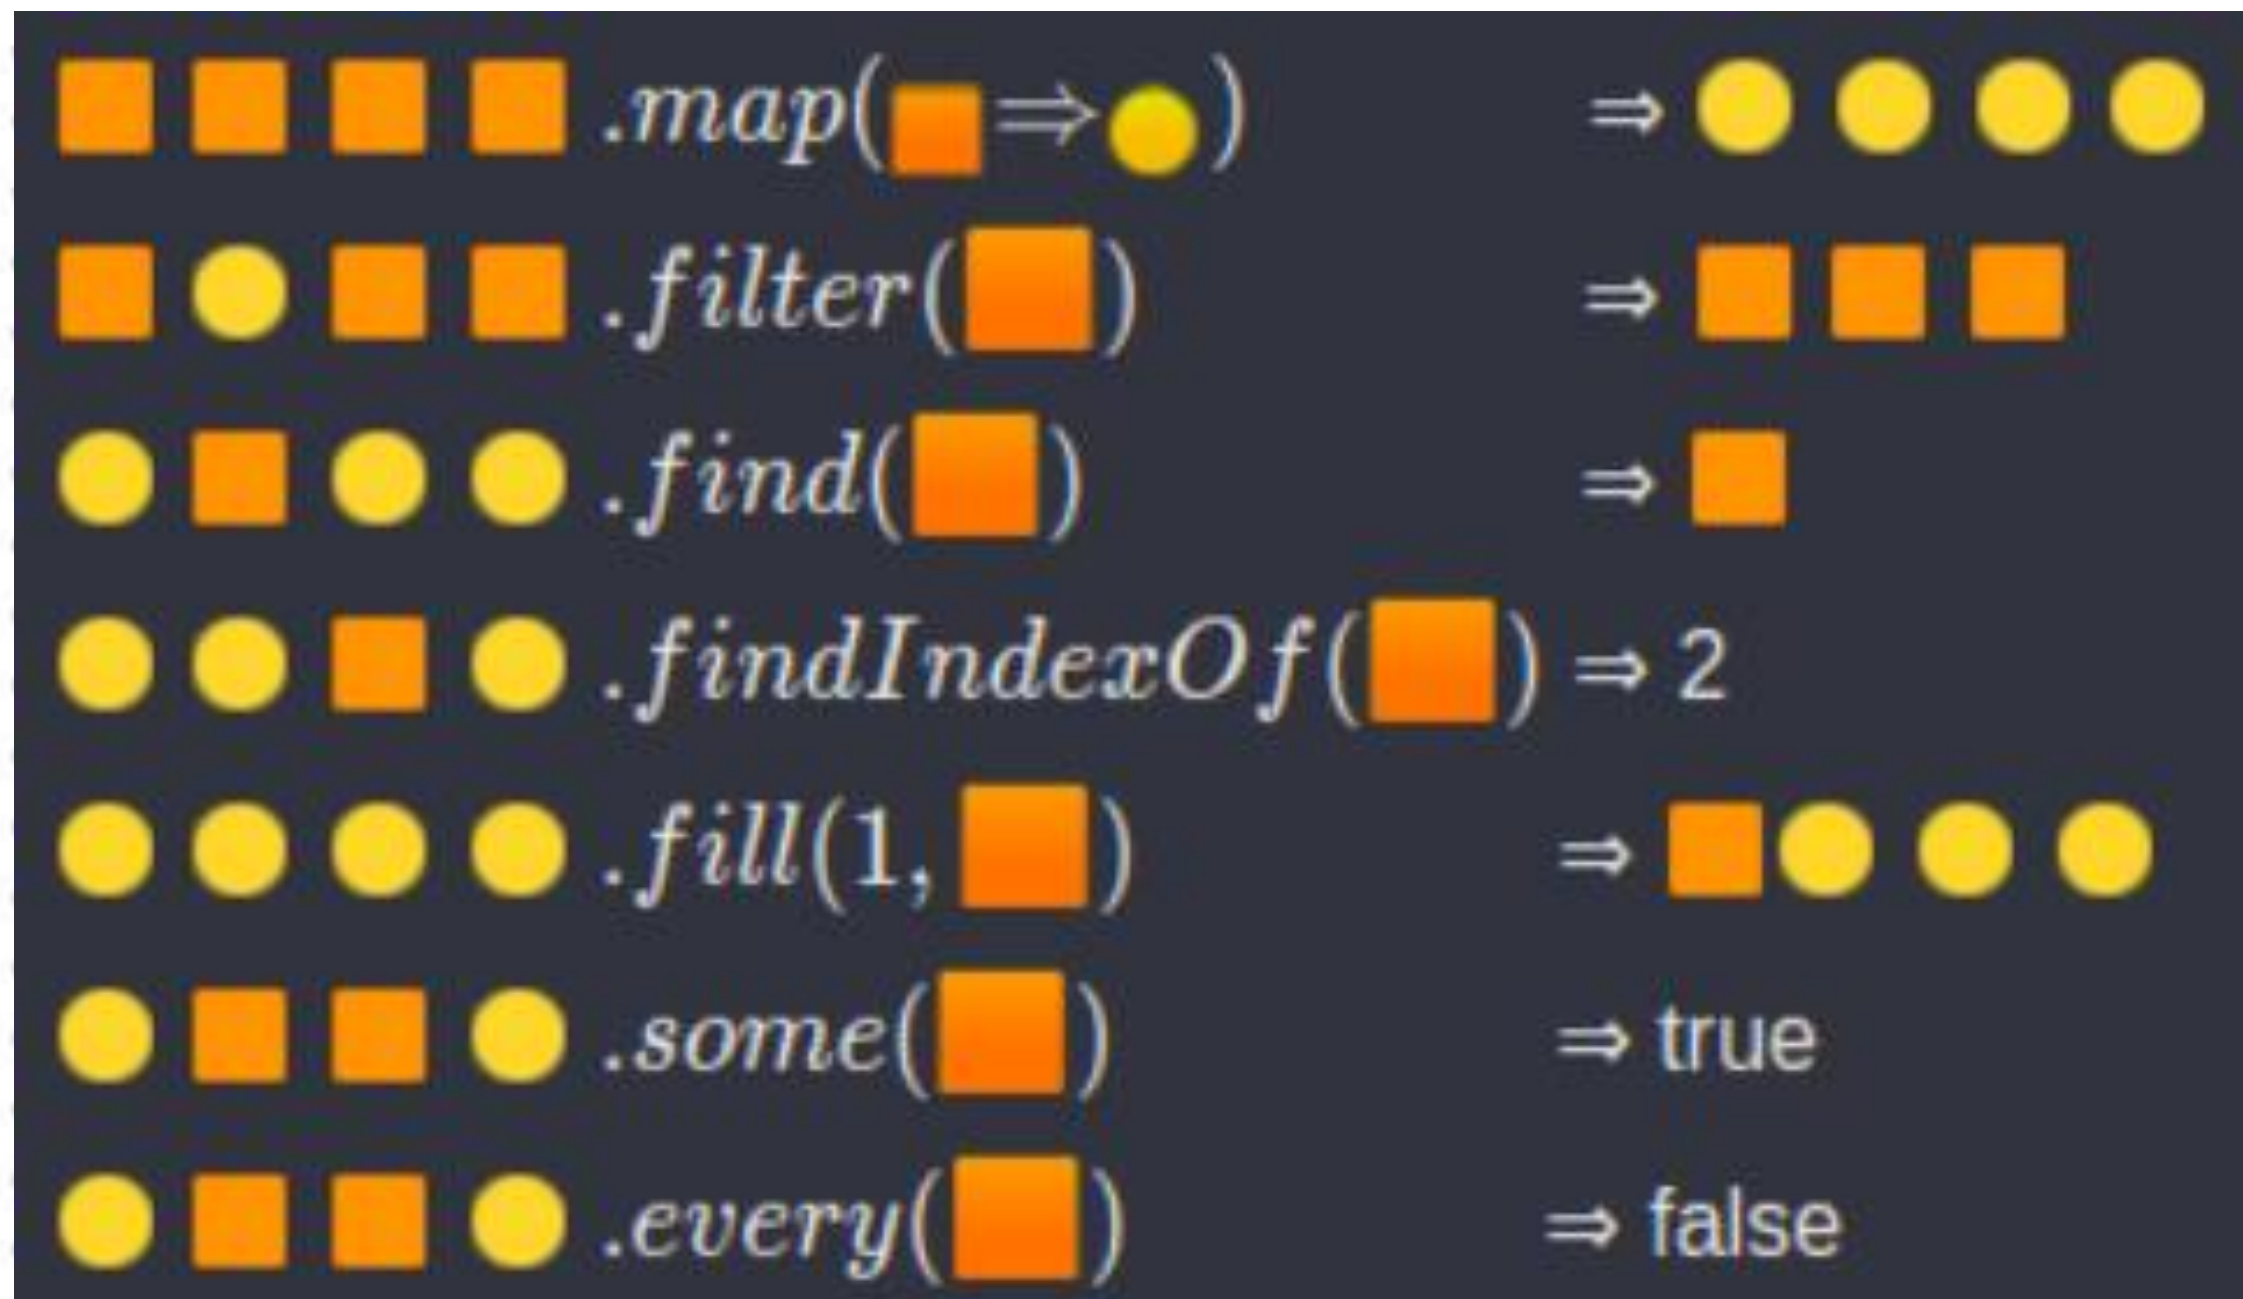 .map(⇒) ⇒
.filter() ⇒
.find() ⇒
.findIndexOf() ⇒ 2
.fill(1, ) ⇒
.some() ⇒ true
.every() ⇒ false